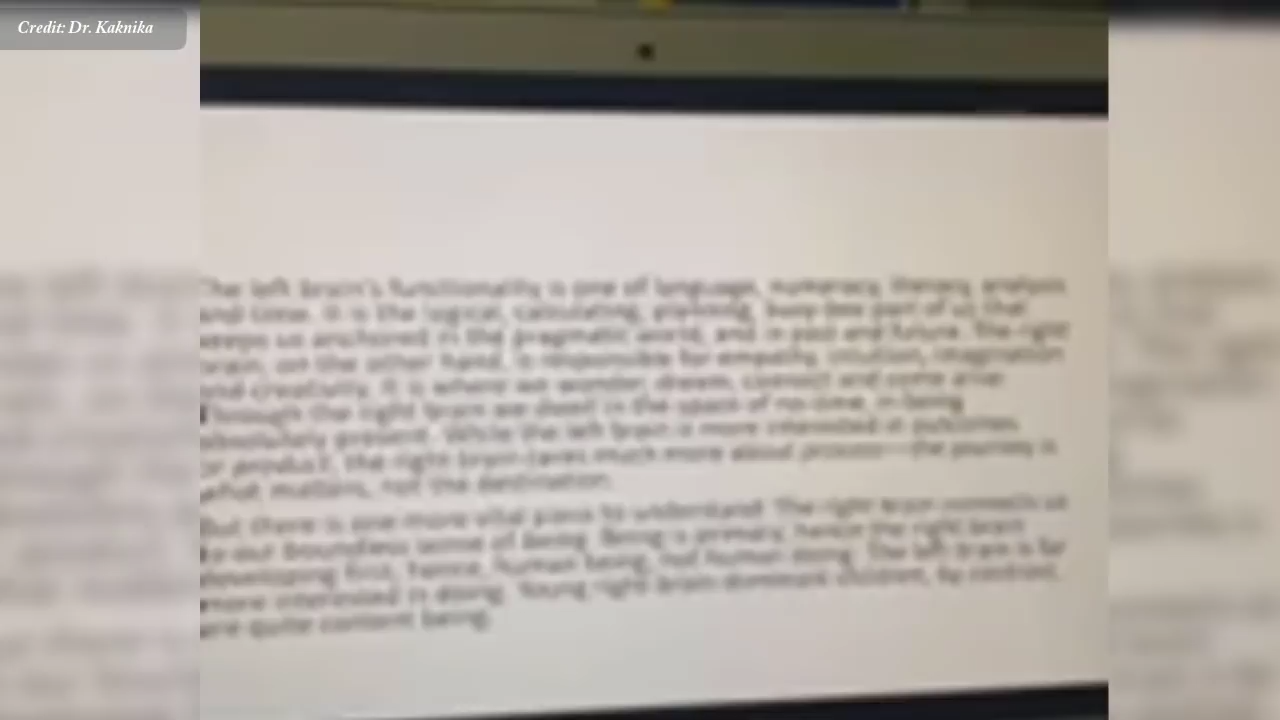 Credit: Dr. Kaknika
The left brain's functionality is one of language, numeracy, literacy, analysis
and time. It is the logical, calculating, planning, busy-bee part of us that
keeps us anchored in the pragmatic world, and in past and future. The right
brain, on the other hand, is responsible for empathy, intuition, imagination
and creativity. It is where we wonder, dream, connect and come alive.
Through the right brain we dwell in the space of no-time, in being
absolutely present. While the left brain is more interested in outcomes
or product, the right brain cares much more about process—the journey is
what matters, not the destination.
But there is one more vital piece to understand. The right brain connects us
to our boundless sense of being. Being is primary, hence the right brain
developing first, hence, human being, not human doing. The left brain is far
more interested in doing. Young right brain-dominant children, by contrast,
are quite content being.